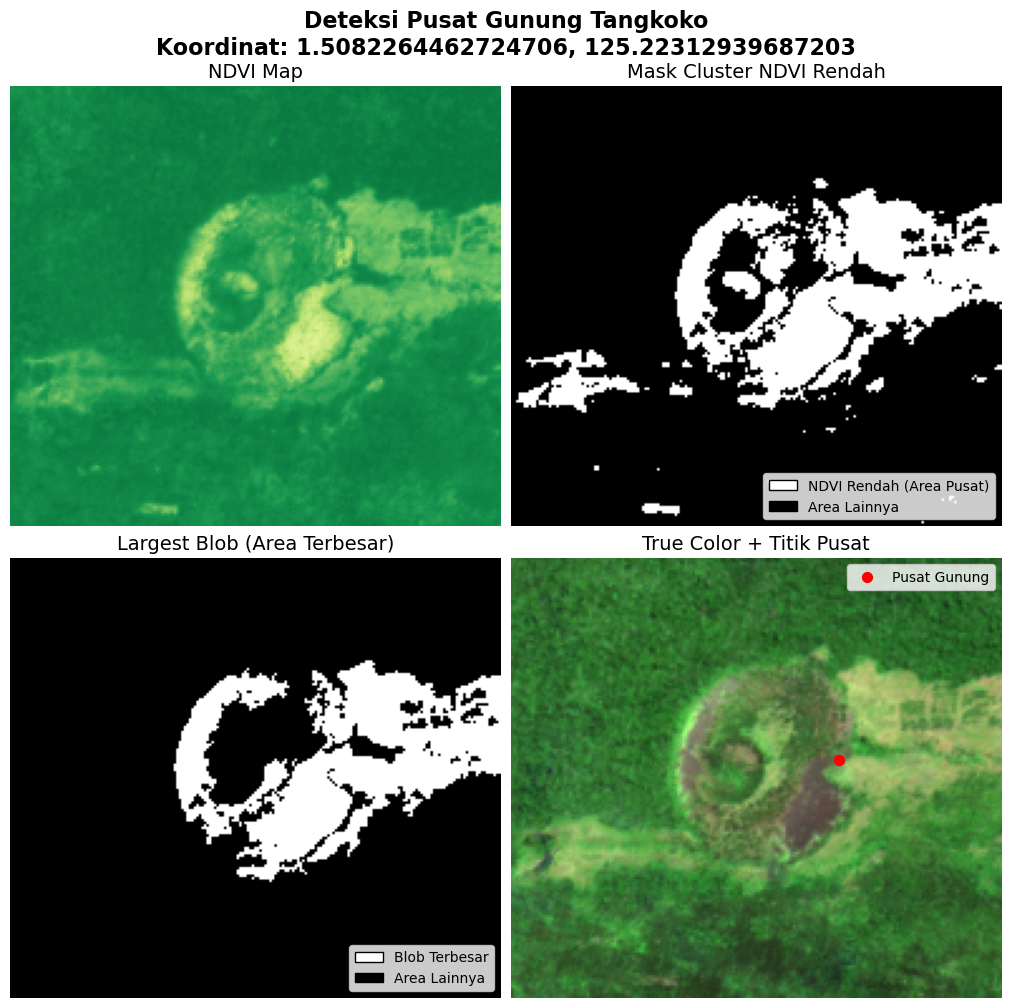 Deteksi Pusat Gunung Tangkoko
Koordinat: 1.5082264462724706, 125.22312939687203
NDVI Map
Mask Cluster NDVI Rendah
NDVI Rendah (Area Pusat)
Area Lainnya
Largest Blob (Area Terbesar)
True Color + Titik Pusat
Pusat Gunung
Blob Terbesar
Area Lainnya